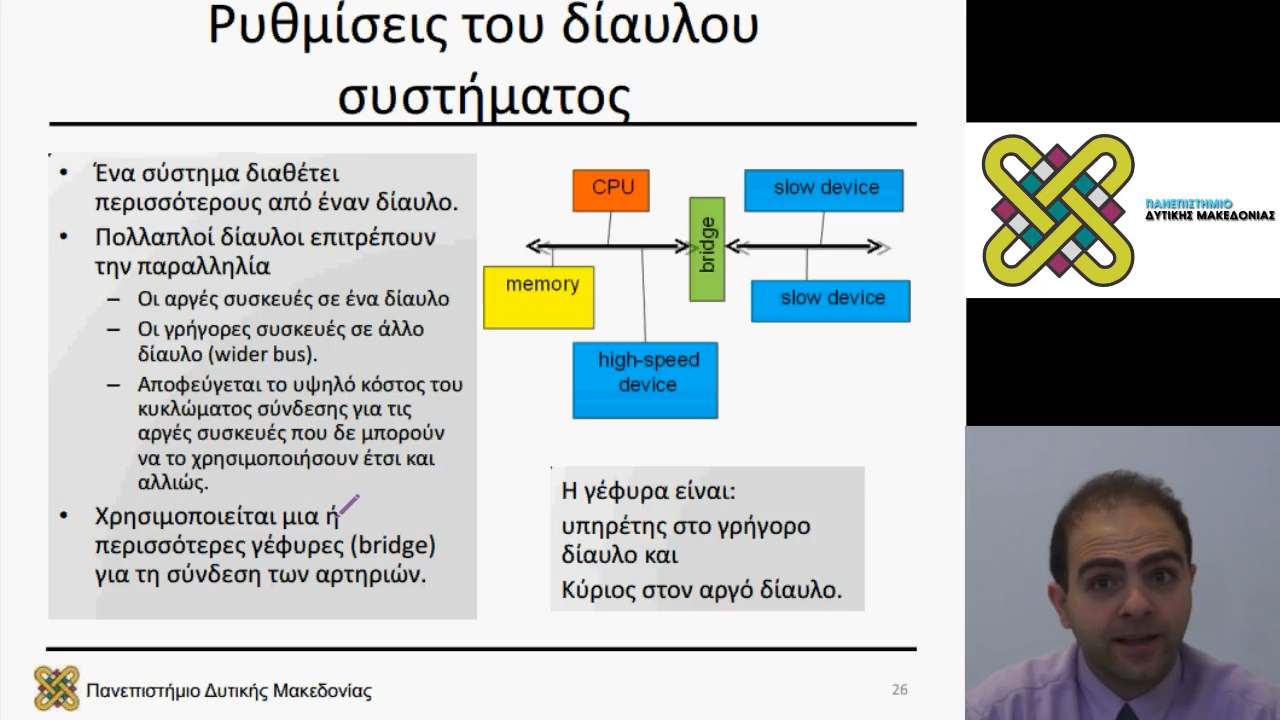 Ρυθμίσεις του δίαυλου
συστήματος
• Ένα σύστημα διαθέτει
περισσότερους από έναν δίαυλο.
• Πολλαπλοί δίαυλοι επιτρέπουν
την παραλληλία
– Οι αργές συσκευές σε ένα δίαυλο
– Οι γρήγορες συσκευές σε άλλο
δίαυλο (wider bus).
– Αποφεύγεται το υψηλό κόστος του
κυκλώματος σύνδεσης για τις
αργές συσκευές που δε μπορούν
να το χρησιμοποιήσουν έτσι και
αλλιώς.
• Χρησιμοποιείται μια ή
περισσότερες γέφυρες (bridge)
για τη σύνδεση των αρτηριών.
CPU
slow device
bridge
memory
slow device
high-speed
device
Η γέφυρα είναι:
υπηρέτης στο γρήγορο
δίαυλο και
Κύριος στον αργό δίαυλο.
Πανεπιστήμιο Δυτικής Μακεδονίας
26
ΠΑΝΕΠΙΣΤΗΜΙΟ
ΔΥΤΙΚΗΣ ΜΑΚΕΔΟΝΙΑΣ